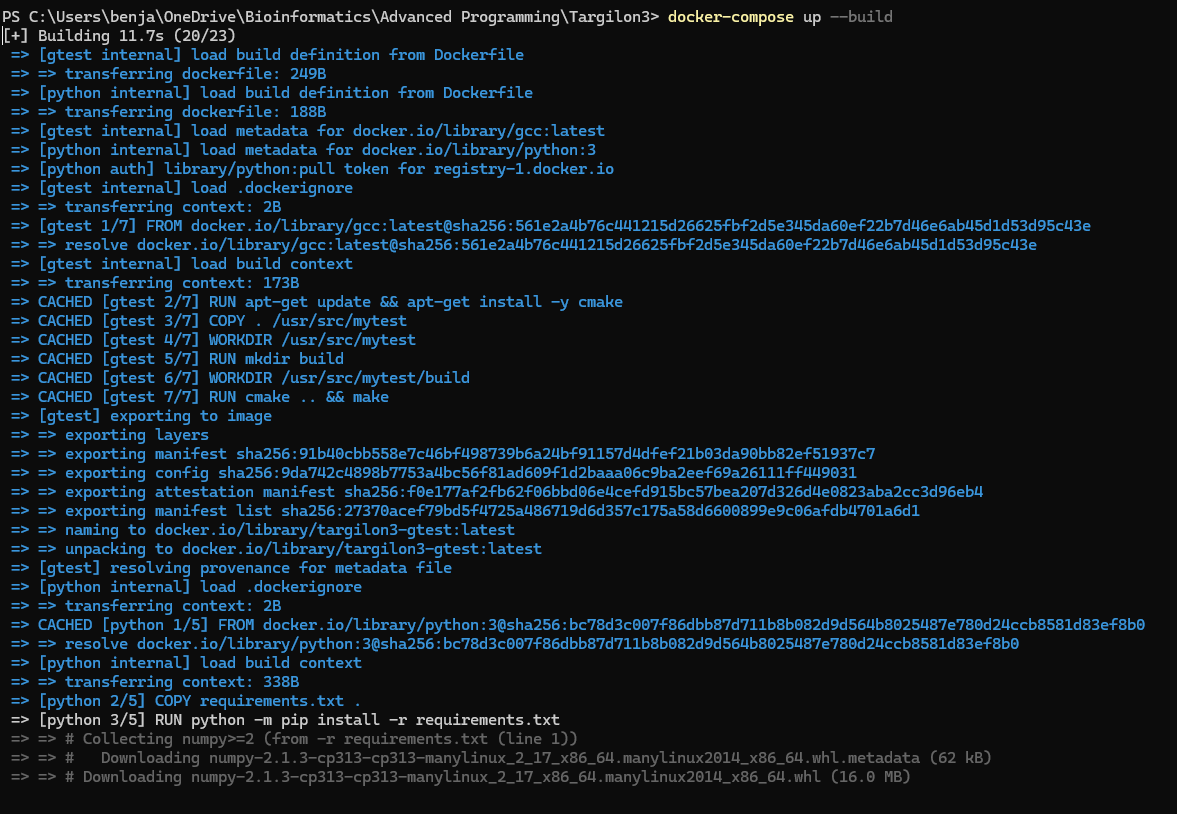 PS C:\Users\benja\OneDrive\Bioinformatics\Advanced Programming\Targilon3> docker-compose up --build
[+] Building 11.7s (20/23)
=> [gtest internal] load build definition from Dockerfile
=> => transferring dockerfile: 249B
=> [python internal] load build definition from Dockerfile
=> => transferring dockerfile: 188B
=> [gtest internal] load metadata for docker.io/library/gcc:latest
=> [python internal] load metadata for docker.io/library/python:3
=> [python auth] library/python:pull token for registry-1.docker.io
=> [gtest internal] load .dockerignore
=> => transferring context: 2B
=> [gtest 1/7] FROM docker.io/library/gcc:latest@sha256:561e2a4b76c441215d26625fbf2d5e345da60ef22b7d46e6ab45d1d53d95c43e
=> => resolve docker.io/library/gcc:latest@sha256:561e2a4b76c441215d26625fbf2d5e345da60ef22b7d46e6ab45d1d53d95c43e
=> [gtest internal] load build context
=> => transferring context: 173B
=> CACHED [gtest 2/7] RUN apt-get update && apt-get install -y cmake
=> CACHED [gtest 3/7] COPY . /usr/src/mytest
=> CACHED [gtest 4/7] WORKDIR /usr/src/mytest
=> CACHED [gtest 5/7] RUN mkdir build
=> CACHED [gtest 6/7] WORKDIR /usr/src/mytest/build
=> CACHED [gtest 7/7] RUN cmake .. && make
=> [gtest] exporting to image
=> => exporting layers
=> => exporting manifest sha256:91b40cbb558e7c46bf498739b6a24bf91157d4dfef21b03da90bb82ef51937c7
=> => exporting config sha256:9da742c4898b7753a4bc56f81ad609f1d2baaa06c9ba2eef69a26111ff449031
=> => exporting attestation manifest sha256:f0e177af2fb62f06bbd06e4cefd915bc57bea207d326d4e0823aba2cc3d96eb4
=> => exporting manifest list sha256:27370acef79bd5f4725a486719d6d357c175a58d6600899e9c06afdb4701a6d1
=> => naming to docker.io/library/targilon3-gtest:latest
=> => unpacking to docker.io/library/targilon3-gtest:latest
=> [gtest] resolving provenance for metadata file
=> [python internal] load .dockerignore
=> => transferring context: 2B
=> CACHED [python 1/5] FROM docker.io/library/python:3@sha256:bc78d3c007f86dbb87d711b8b082d9d564b8025487e780d24ccb8581d83ef8b0
=> => resolve docker.io/library/python:3@sha256:bc78d3c007f86dbb87d711b8b082d9d564b8025487e780d24ccb8581d83ef8b0
=> [python internal] load build context
=> => transferring context: 338B
=> [python 2/5] COPY requirements.txt .
=> [python 3/5] RUN python -m pip install -r requirements.txt
=> => # Collecting numpy>=2 (from -r requirements.txt (line 1))
=> => #   Downloading numpy-2.1.3-cp313-cp313-manylinux_2_17_x86_64.manylinux2014_x86_64.whl.metadata (62 kB)
=> => # Downloading numpy-2.1.3-cp313-cp313-manylinux_2_17_x86_64.manylinux2014_x86_64.whl (16.0 MB)